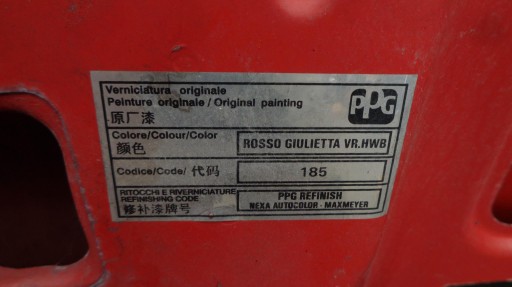 Verniciatura originale
Peinture originale / Original painting
原厂漆
PPG
Colore/Colour/Color
颜色
ROSSO GIULIETTA VR.HWB
Codice/Code/ 代码
185
RITOCCHI E RIVERNICIATURE
REFINISHING CODE
修补漆牌号
PPG REFINISH
NEXA AUTOCOLOR - MAXMEYER